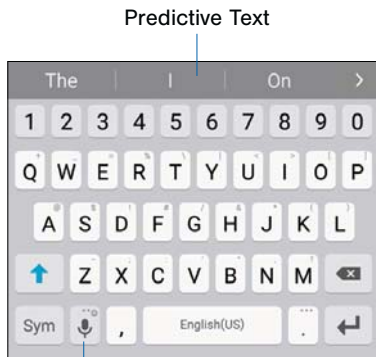 Predictive Text
The I On >
1 2 3 4 5 6 7 8 9 0
Q W E R T Y U I O P
A S D F G H J K L
Z X C V B N M
Sym , English(US) .